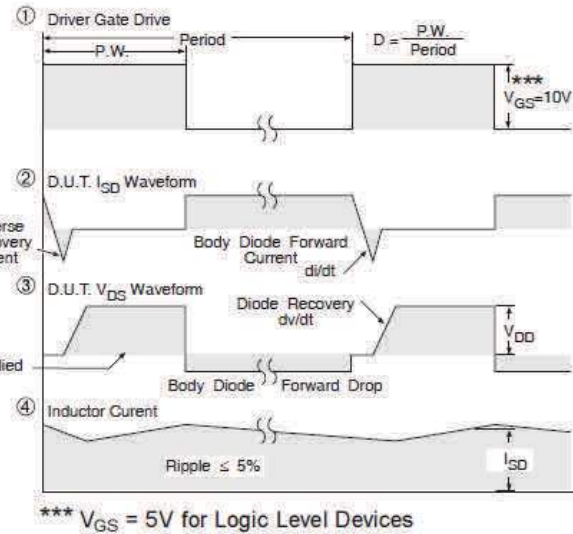 ① Driver Gate Drive
Period
P.W.
D = P.W.
Period
***
VGS=10V
② D.U.T. ISD Waveform
Body Diode Forward
Current
di/dt
③ D.U.T. VDS Waveform
Diode Recovery
dv/dt
VDD
Body Diode Forward Drop
④ Inductor Curent
Ripple ≤ 5%
ISD
*** VGS = 5V for Logic Level Devices